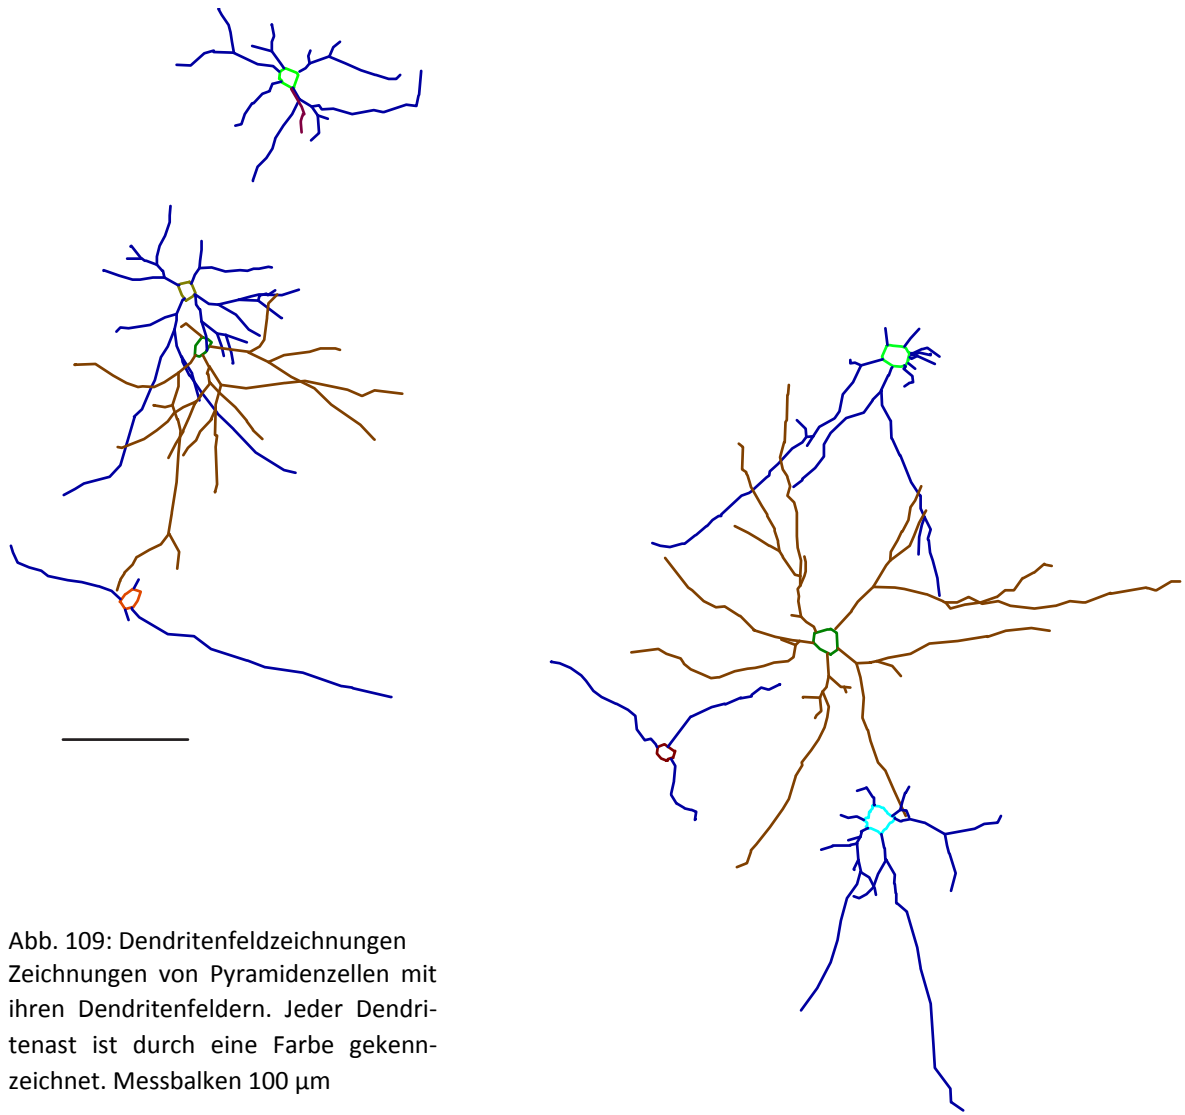 Abb. 109: Dendritenfeldzeichnungen
Zeichnungen von Pyramidenzellen mit
ihren Dendritenfeldern. Jeder Dendri-
tenast ist durch eine Farbe gekenn-
zeichnet. Messbalken 100 µm